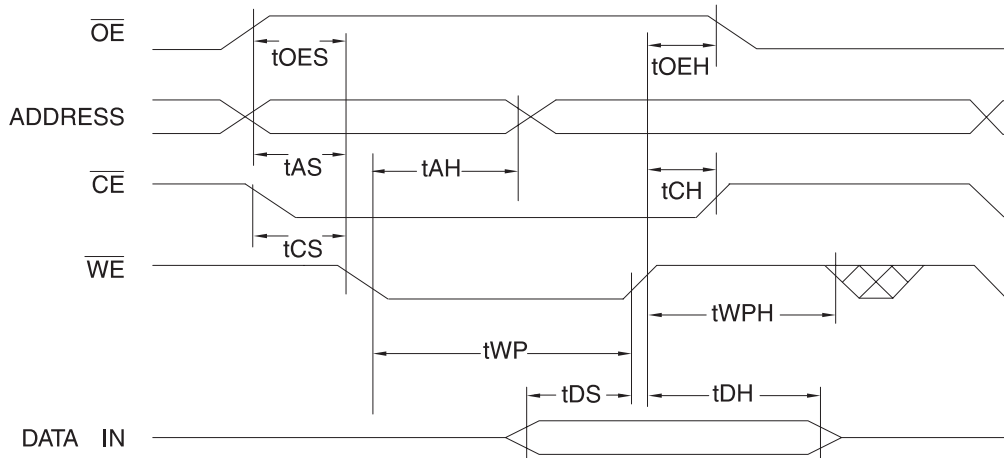 OE
tOES
tOEH
ADDRESS
tAS
tAH
CE
tCH
tCS
WE
tWPH
tWP
tDS
tDH
DATA IN